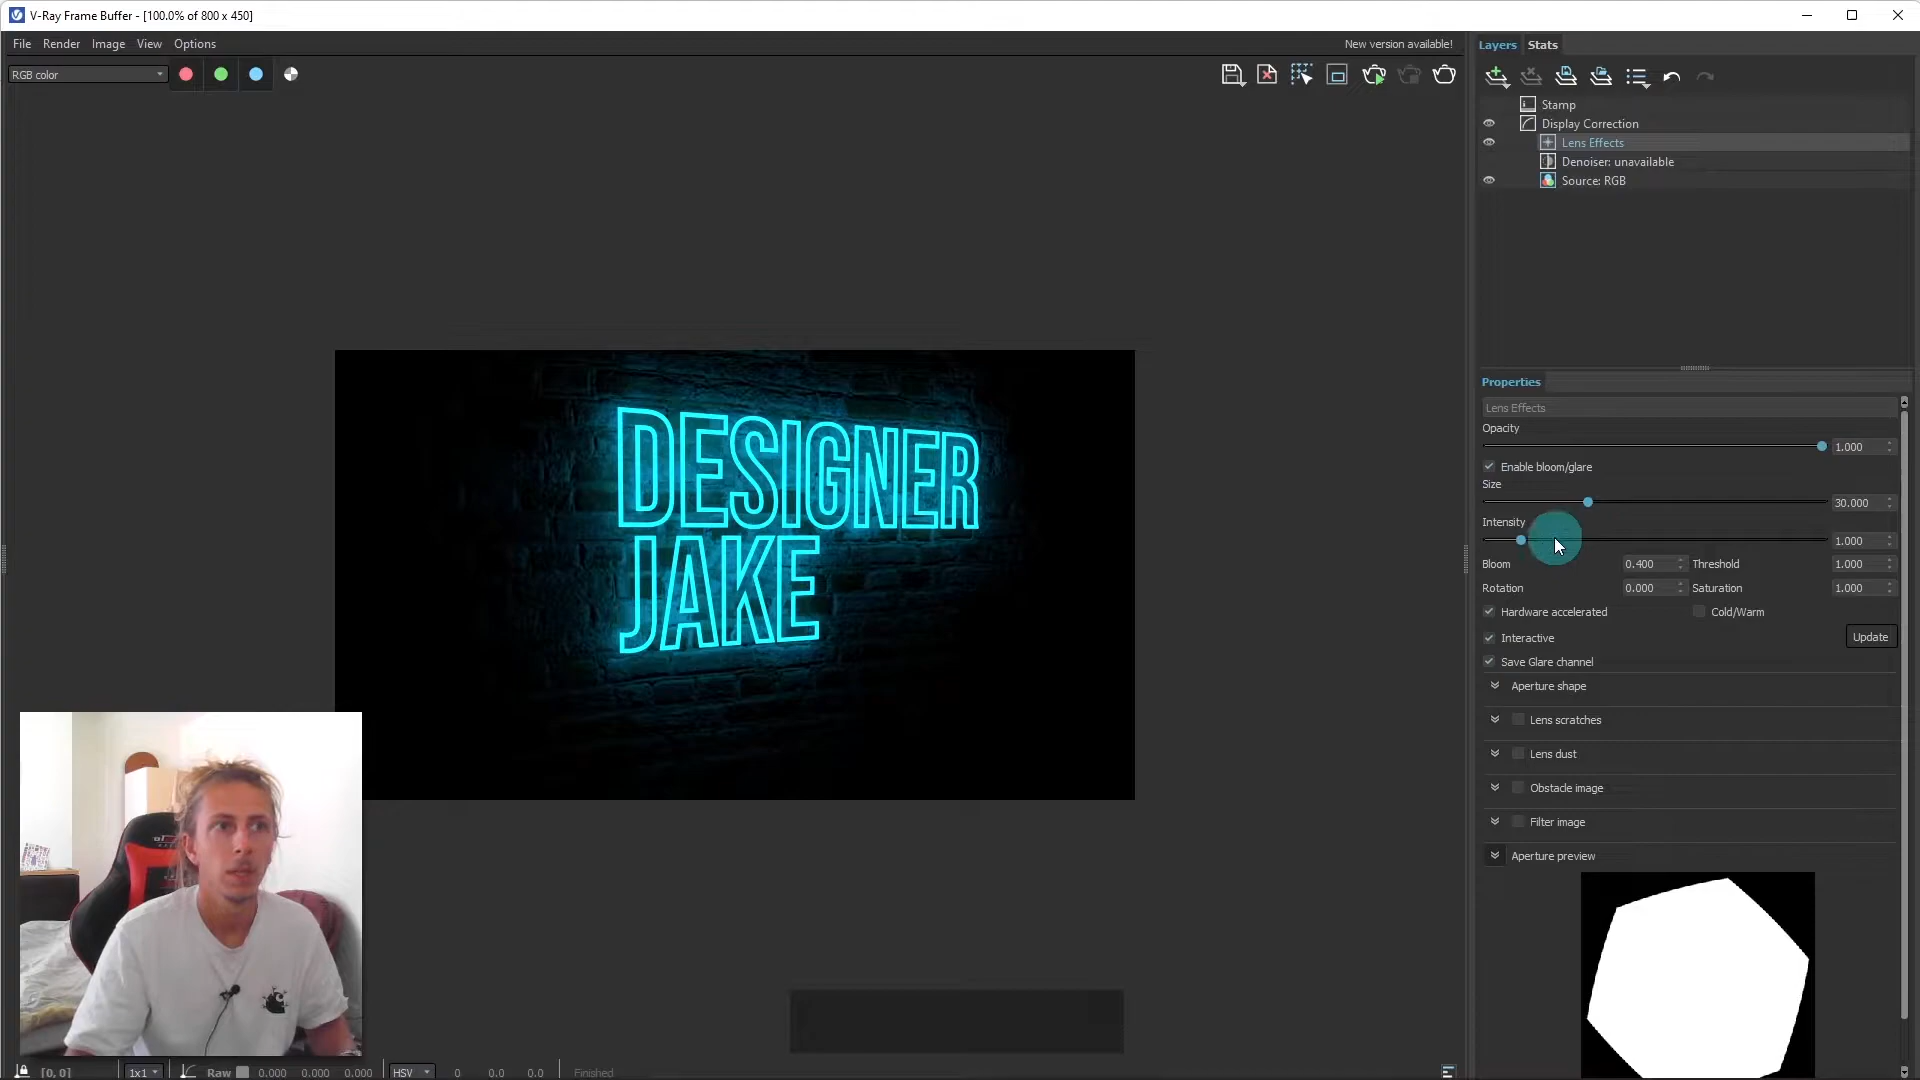 V-Ray Frame Buffer - [100.0% of 800 x 450]
File Render Image View Options
New version available!
Layers Stats
RGB color
Stamp
Display Correction
Lens Effects
Denoiser: unavailable
Source: RGB
DESIGNER
JAKE
Properties
Lens Effects
Opacity
1.000
Enable bloom/glare
Size
30.000
Intensity
1.000
Bloom 0.400 Threshold 1.000
Rotation 0.000 Saturation 1.000
Hardware accelerated Cold/Warm
Interactive Update
Save Glare channel
Aperture shape
Lens scratches
Lens dust
Obstacle image
Filter image
Aperture preview
[0, 0] 1x1 Raw 0.000 0.000 0.000 HSV 0 0.0 0.0 Finished